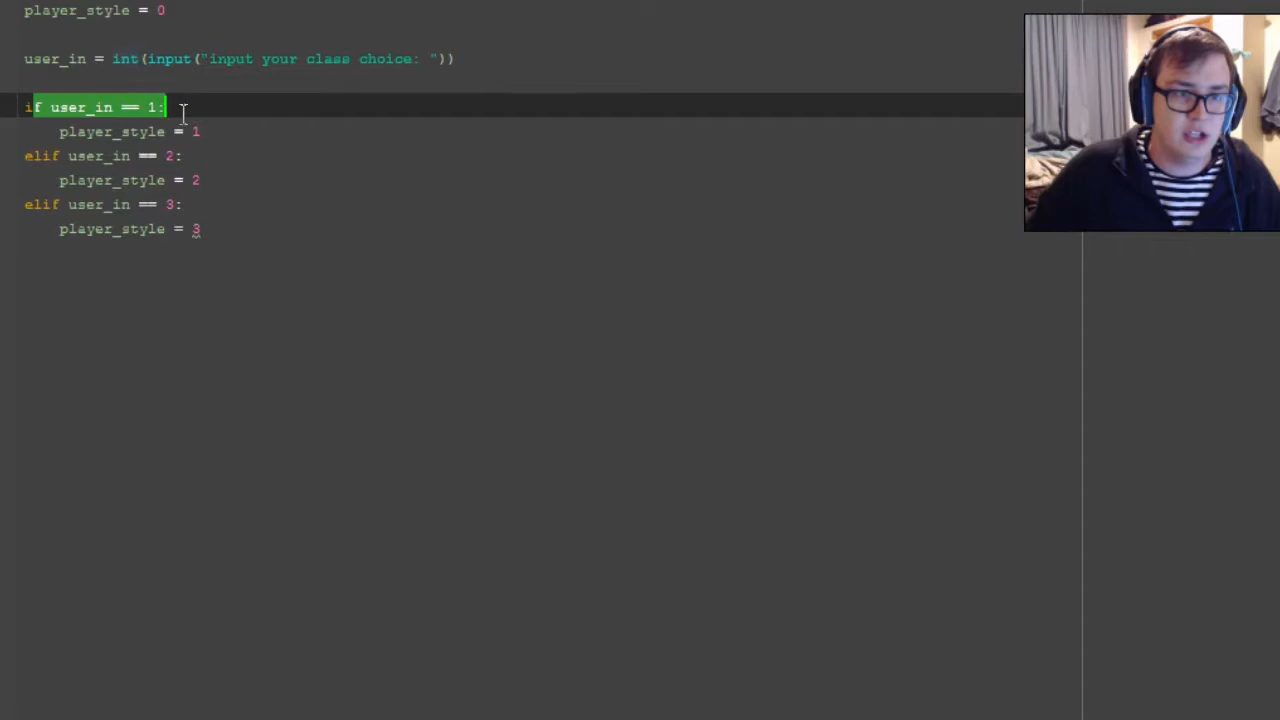 player_style = 0
user_in = int(input("input your class choice: "))
if user_in == 1:
    player_style = 1
elif user_in == 2:
    player_style = 2
elif user_in == 3:
    player_style = 3